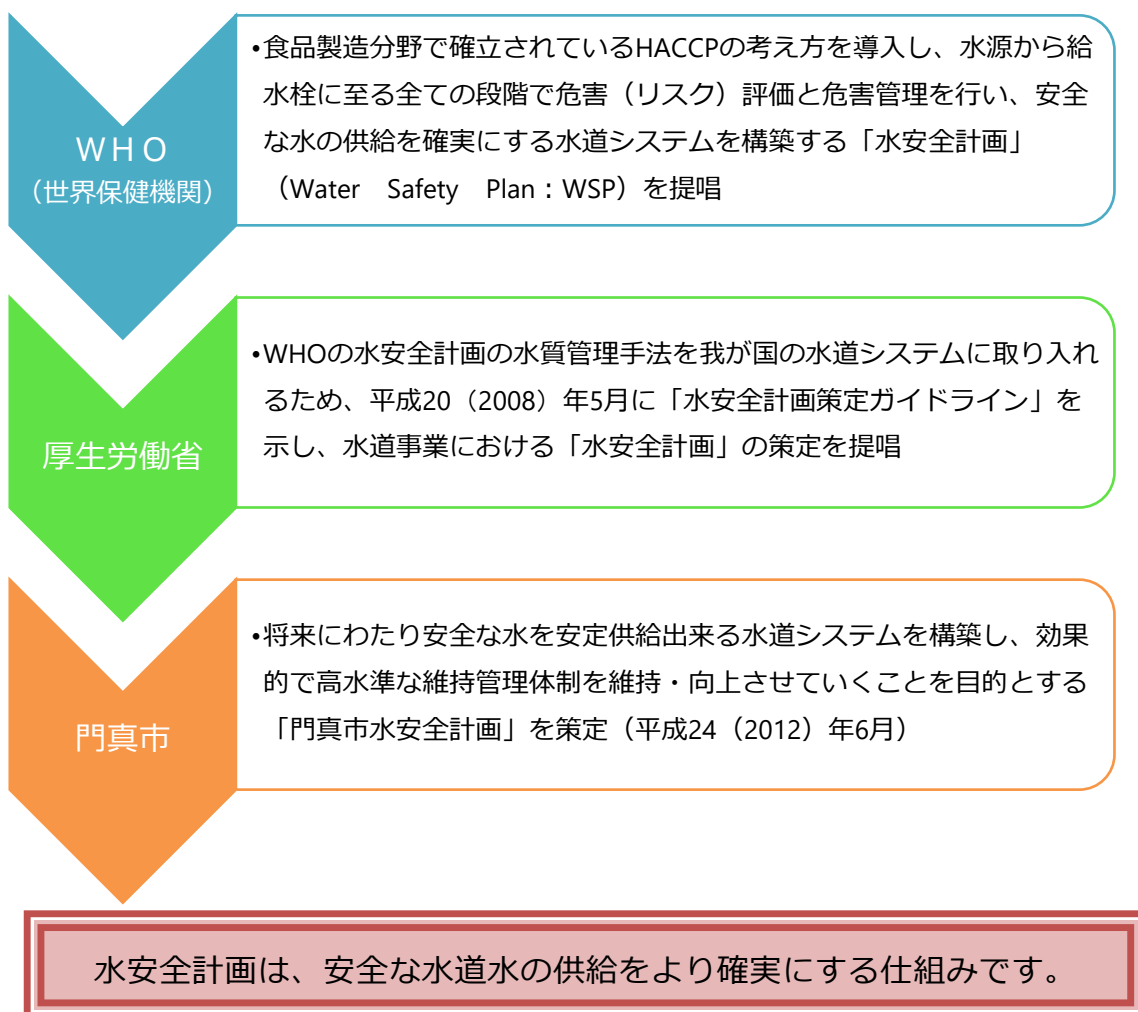 WHO
（世界保健機関）
•食品製造分野で確立されているHACCPの考え方を導入し、水源から給
水栓に至る全ての段階で危害（リスク）評価と危害管理を行い、安全
な水の供給を確実にする水道システムを構築する「水安全計画」
（Water　Safety　Plan：WSP）を提唱
厚生労働省
•WHOの水安全計画の水質管理手法を我が国の水道システムに取り入れ
るため、平成20（2008）年5月に「水安全計画策定ガイドライン」を
示し、水道事業における「水安全計画」の策定を提唱
門真市
•将来にわたり安全な水を安定供給出来る水道システムを構築し、効果
的で高水準な維持管理体制を維持・向上させていくことを目的とする
「門真市水安全計画」を策定（平成24（2012）年6月）
水安全計画は、安全な水道水の供給をより確実にする仕組みです。